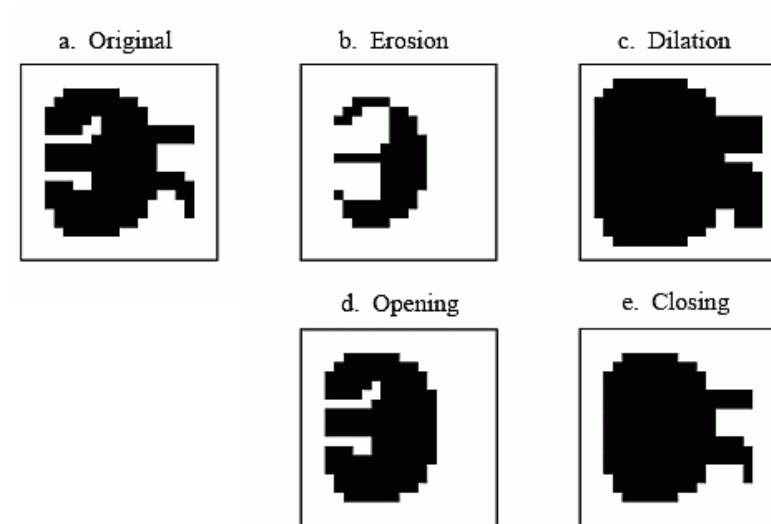 a. Original
b. Erosion
c. Dilation
d. Opening
e. Closing